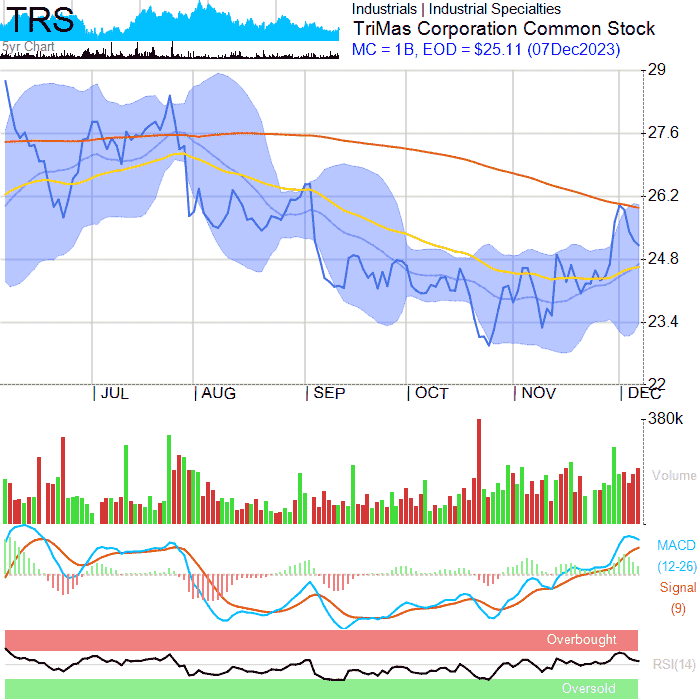 TRS
5yr Chart
Industrials | Industrial Specialties
TriMas Corporation Common Stock
MC = 1B, EOD = $25.11 (07Dec2023)
29
27.6
26.2
24.8
23.4
22
JUL AUG SEP OCT NOV DEC
380k
Volume
MACD
(12-26)
Signal
(9)
Overbought
RSI(14)
Oversold